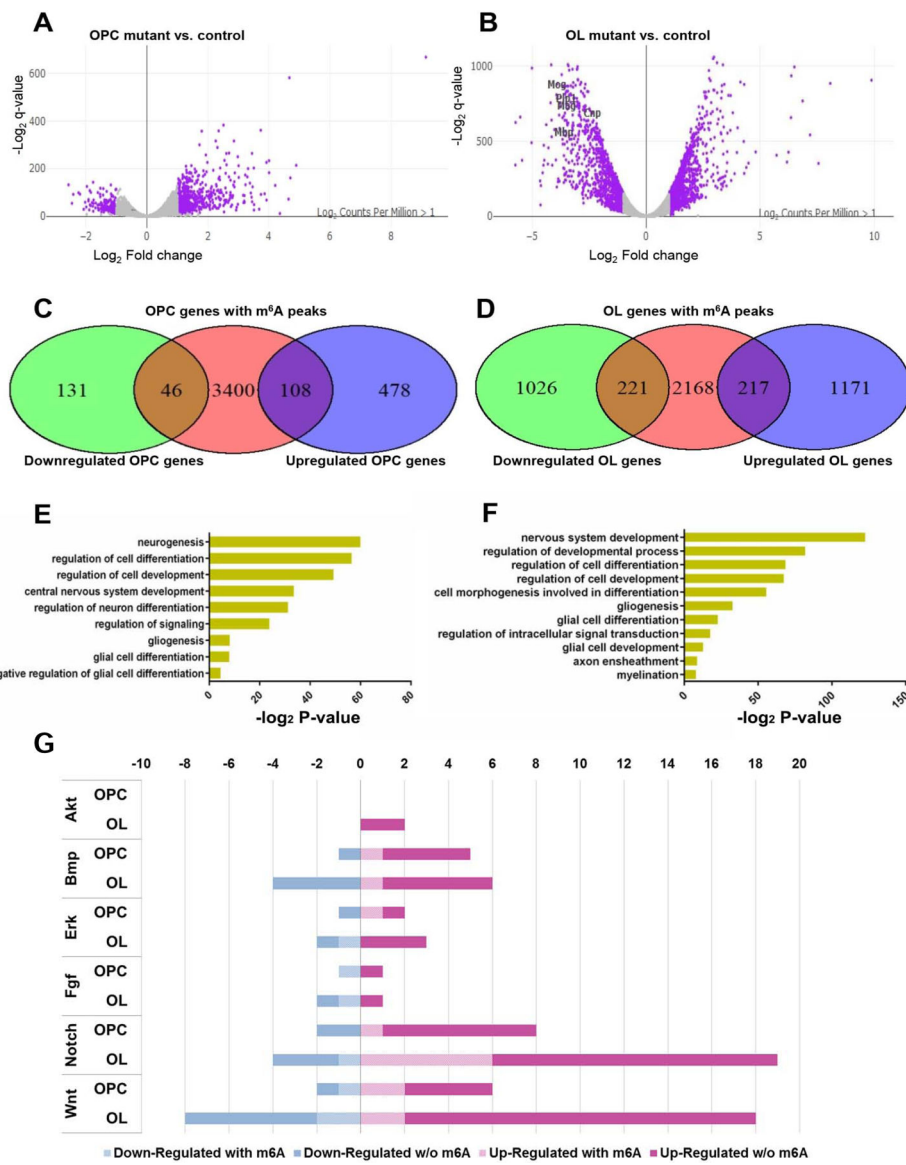 A
OPC mutant vs. control
-Log2 q-value
600
400
200
0
Log2 Counts Per Million > 1
−2 0 2 4 6 8
Log2 Fold change
B
OL mutant vs. control
-Log2 q-value
1000
500
0
Mog
Cnp
Mbp
Log2 Counts Per Million > 1
−5 0 5 10
Log2 Fold change
C
OPC genes with m6A peaks
131 46 3400 108 478
Downregulated OPC genes Upregulated OPC genes
D
OL genes with m6A peaks
1026 221 2168 217 1171
Downregulated OL genes Upregulated OL genes
E
neurogenesis
regulation of cell differentiation
regulation of cell development
central nervous system development
regulation of neuron differentiation
regulation of signaling
gliogenesis
glial cell differentiation
gative regulation of glial cell differentiation
0 20 40 60 80
-log2 P-value
F
nervous system development
regulation of developmental process
regulation of cell differentiation
regulation of cell development
cell morphogenesis involved in differentiation
gliogenesis
glial cell differentiation
regulation of intracellular signal transduction
glial cell development
axon ensheathment
myelination
0 50 100 150
-log2 P-value
G
-10 -8 -6 -4 -2 0 2 4 6 8 10 12 14 16 18 20
Akt
OPC
OL
Bmp
OPC
OL
Erk
OPC
OL
Fgf
OPC
OL
Notch
OPC
OL
Wnt
OPC
OL
Down-Regulated with m6A Down-Regulated w/o m6A Up-Regulated with m6A Up-Regulated w/o m6A